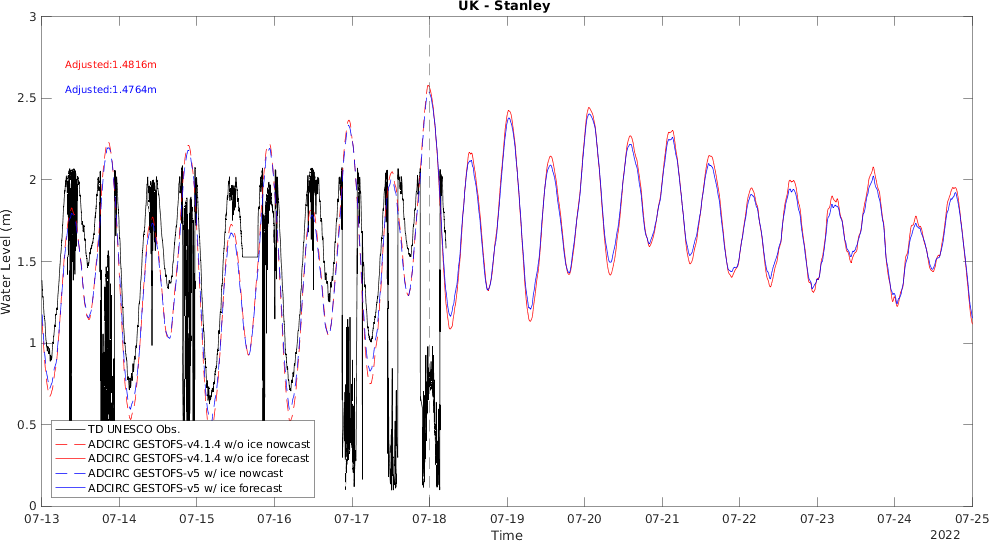 UK - Stanley
3
2.5
2
1.5
1
0.5
0
Water Level (m)
Adjusted:1.4816m
Adjusted:1.4764m
TD UNESCO Obs.
ADCIRC GESTOFS-v4.1.4 w/o ice nowcast
ADCIRC GESTOFS-v4.1.4 w/o ice forecast
ADCIRC GESTOFS-v5 w/ ice nowcast
ADCIRC GESTOFS-v5 w/ ice forecast
07-13 07-14 07-15 07-16 07-17 07-18 07-19 07-20 07-21 07-22 07-23 07-24 07-25
Time
2022